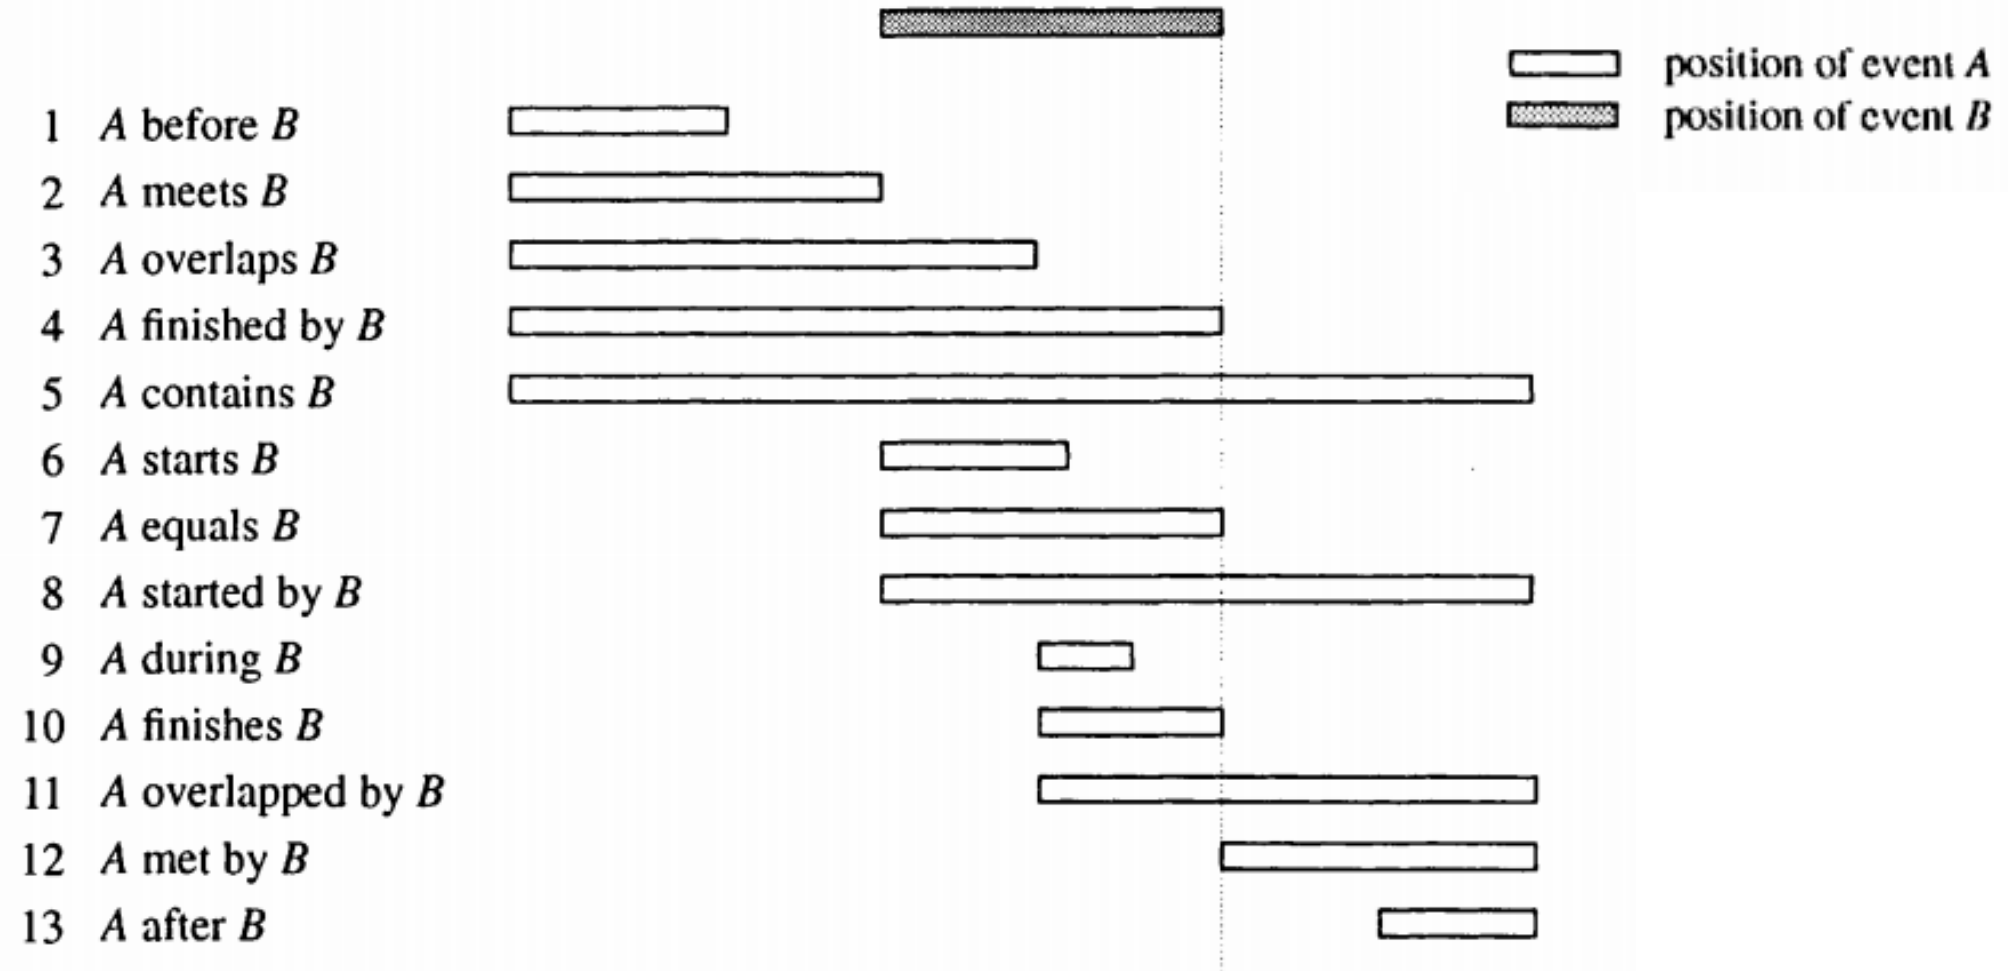 position of event A
position of event B
1 A before B
2 A meets B
3 A overlaps B
4 A finished by B
5 A contains B
6 A starts B
7 A equals B
8 A started by B
9 A during B
10 A finishes B
11 A overlapped by B
12 A met by B
13 A after B